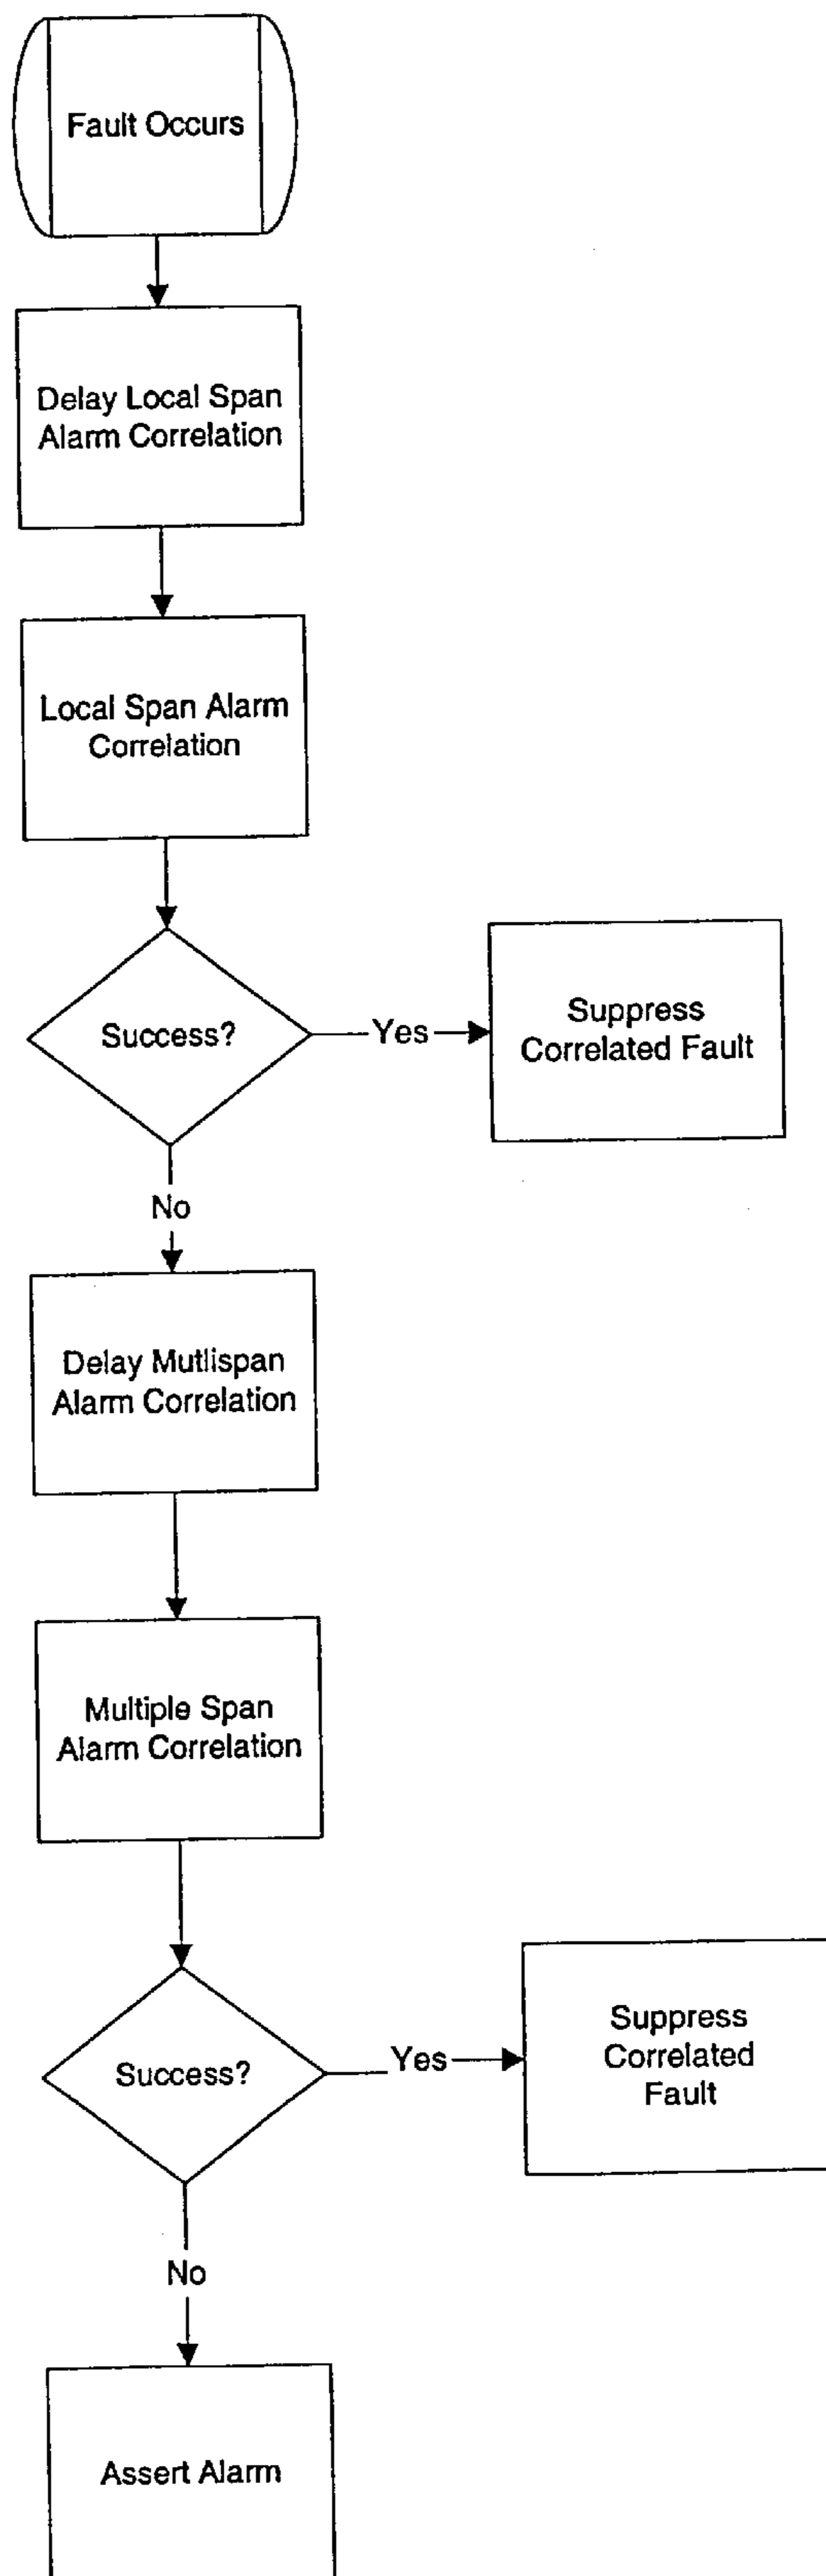 Fault Occurs
Delay Local Span
Alarm Correlation
Local Span Alarm
Correlation
Success?
Yes
Suppress
Correlated Fault
No
Delay Mutlispan
Alarm Correlation
Multiple Span
Alarm Correlation
Success?
Yes
Suppress
Correlated
Fault
No
Assert Alarm